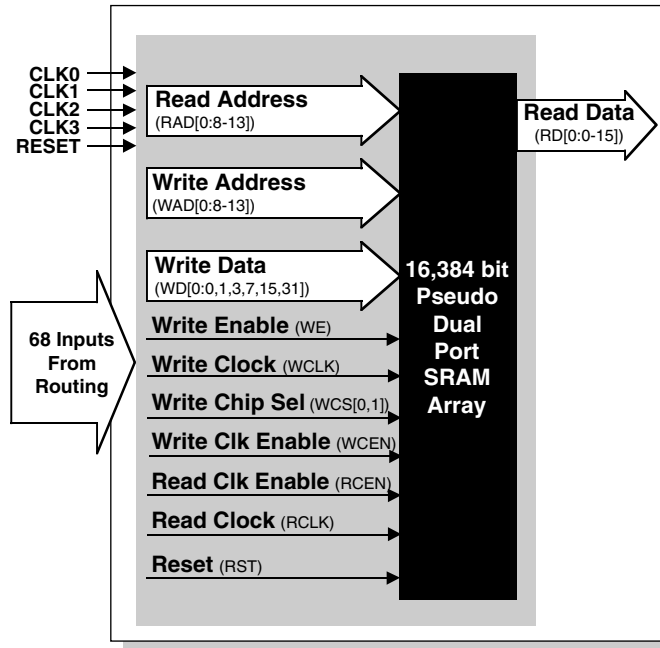 CLK0
CLK1
CLK2
CLK3
RESET
Read Address
(RAD[0:8-13])
Write Address
(WAD[0:8-13])
Write Data
(WD[0:0,1,3,7,15,31])
Write Enable (WE)
Write Clock (WCLK)
Write Chip Sel (WCS[0,1])
Write Clk Enable (WCEN)
Read Clk Enable (RCEN)
Read Clock (RCLK)
Reset (RST)
68 Inputs
From
Routing
16,384 bit
Pseudo
Dual
Port
SRAM
Array
Read Data
(RD[0:0-15])